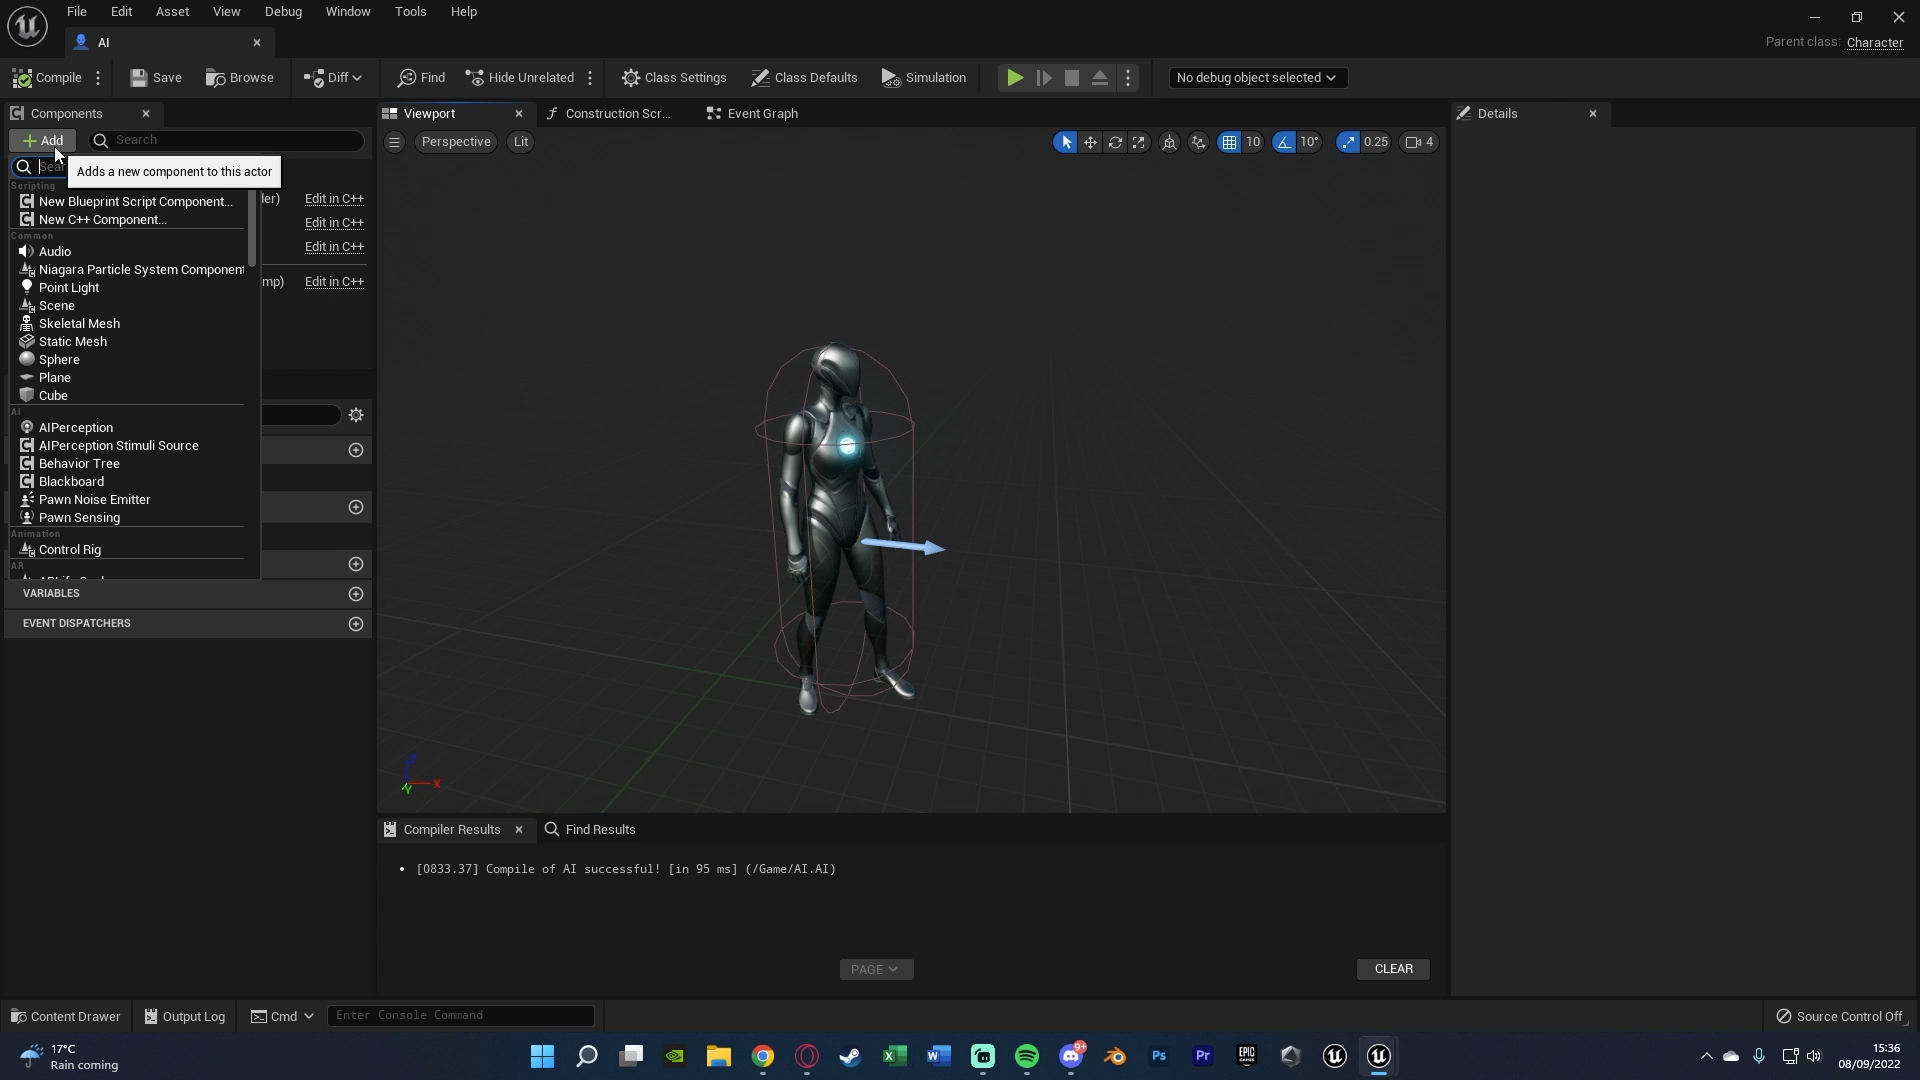 File Edit Asset View Debug Window Tools Help
AI
Parent class: Character
Compile Save Browse Diff Find Hide Unrelated Class Settings Class Defaults Simulation No debug object selected
Components Viewport Construction Scr... Event Graph Details
Add Search
Perspective Lit 10 10° 0.25 4
Adds a new component to this actor
Scripting
New Blueprint Script Component...
ler) Edit in C++
New C++ Component...
Edit in C++
Common
Edit in C++
Audio
Niagara Particle System Component
mp) Edit in C++
Point Light
Scene
Skeletal Mesh
Static Mesh
Sphere
Plane
Cube
AI
AIPerception
AIPerception Stimuli Source
Behavior Tree
Blackboard
Pawn Noise Emitter
Pawn Sensing
Animation
Control Rig
AR
VARIABLES
EVENT DISPATCHERS
Z
X
Y
Compiler Results Find Results
• [0833.37] Compile of AI successful! [in 95 ms] (/Game/AI.AI)
PAGE CLEAR
Content Drawer Output Log Cmd Enter Console Command Source Control Off
17°C
Rain coming
9+
Ps
Pr
EPIC GAMES
15:36
08/09/2022